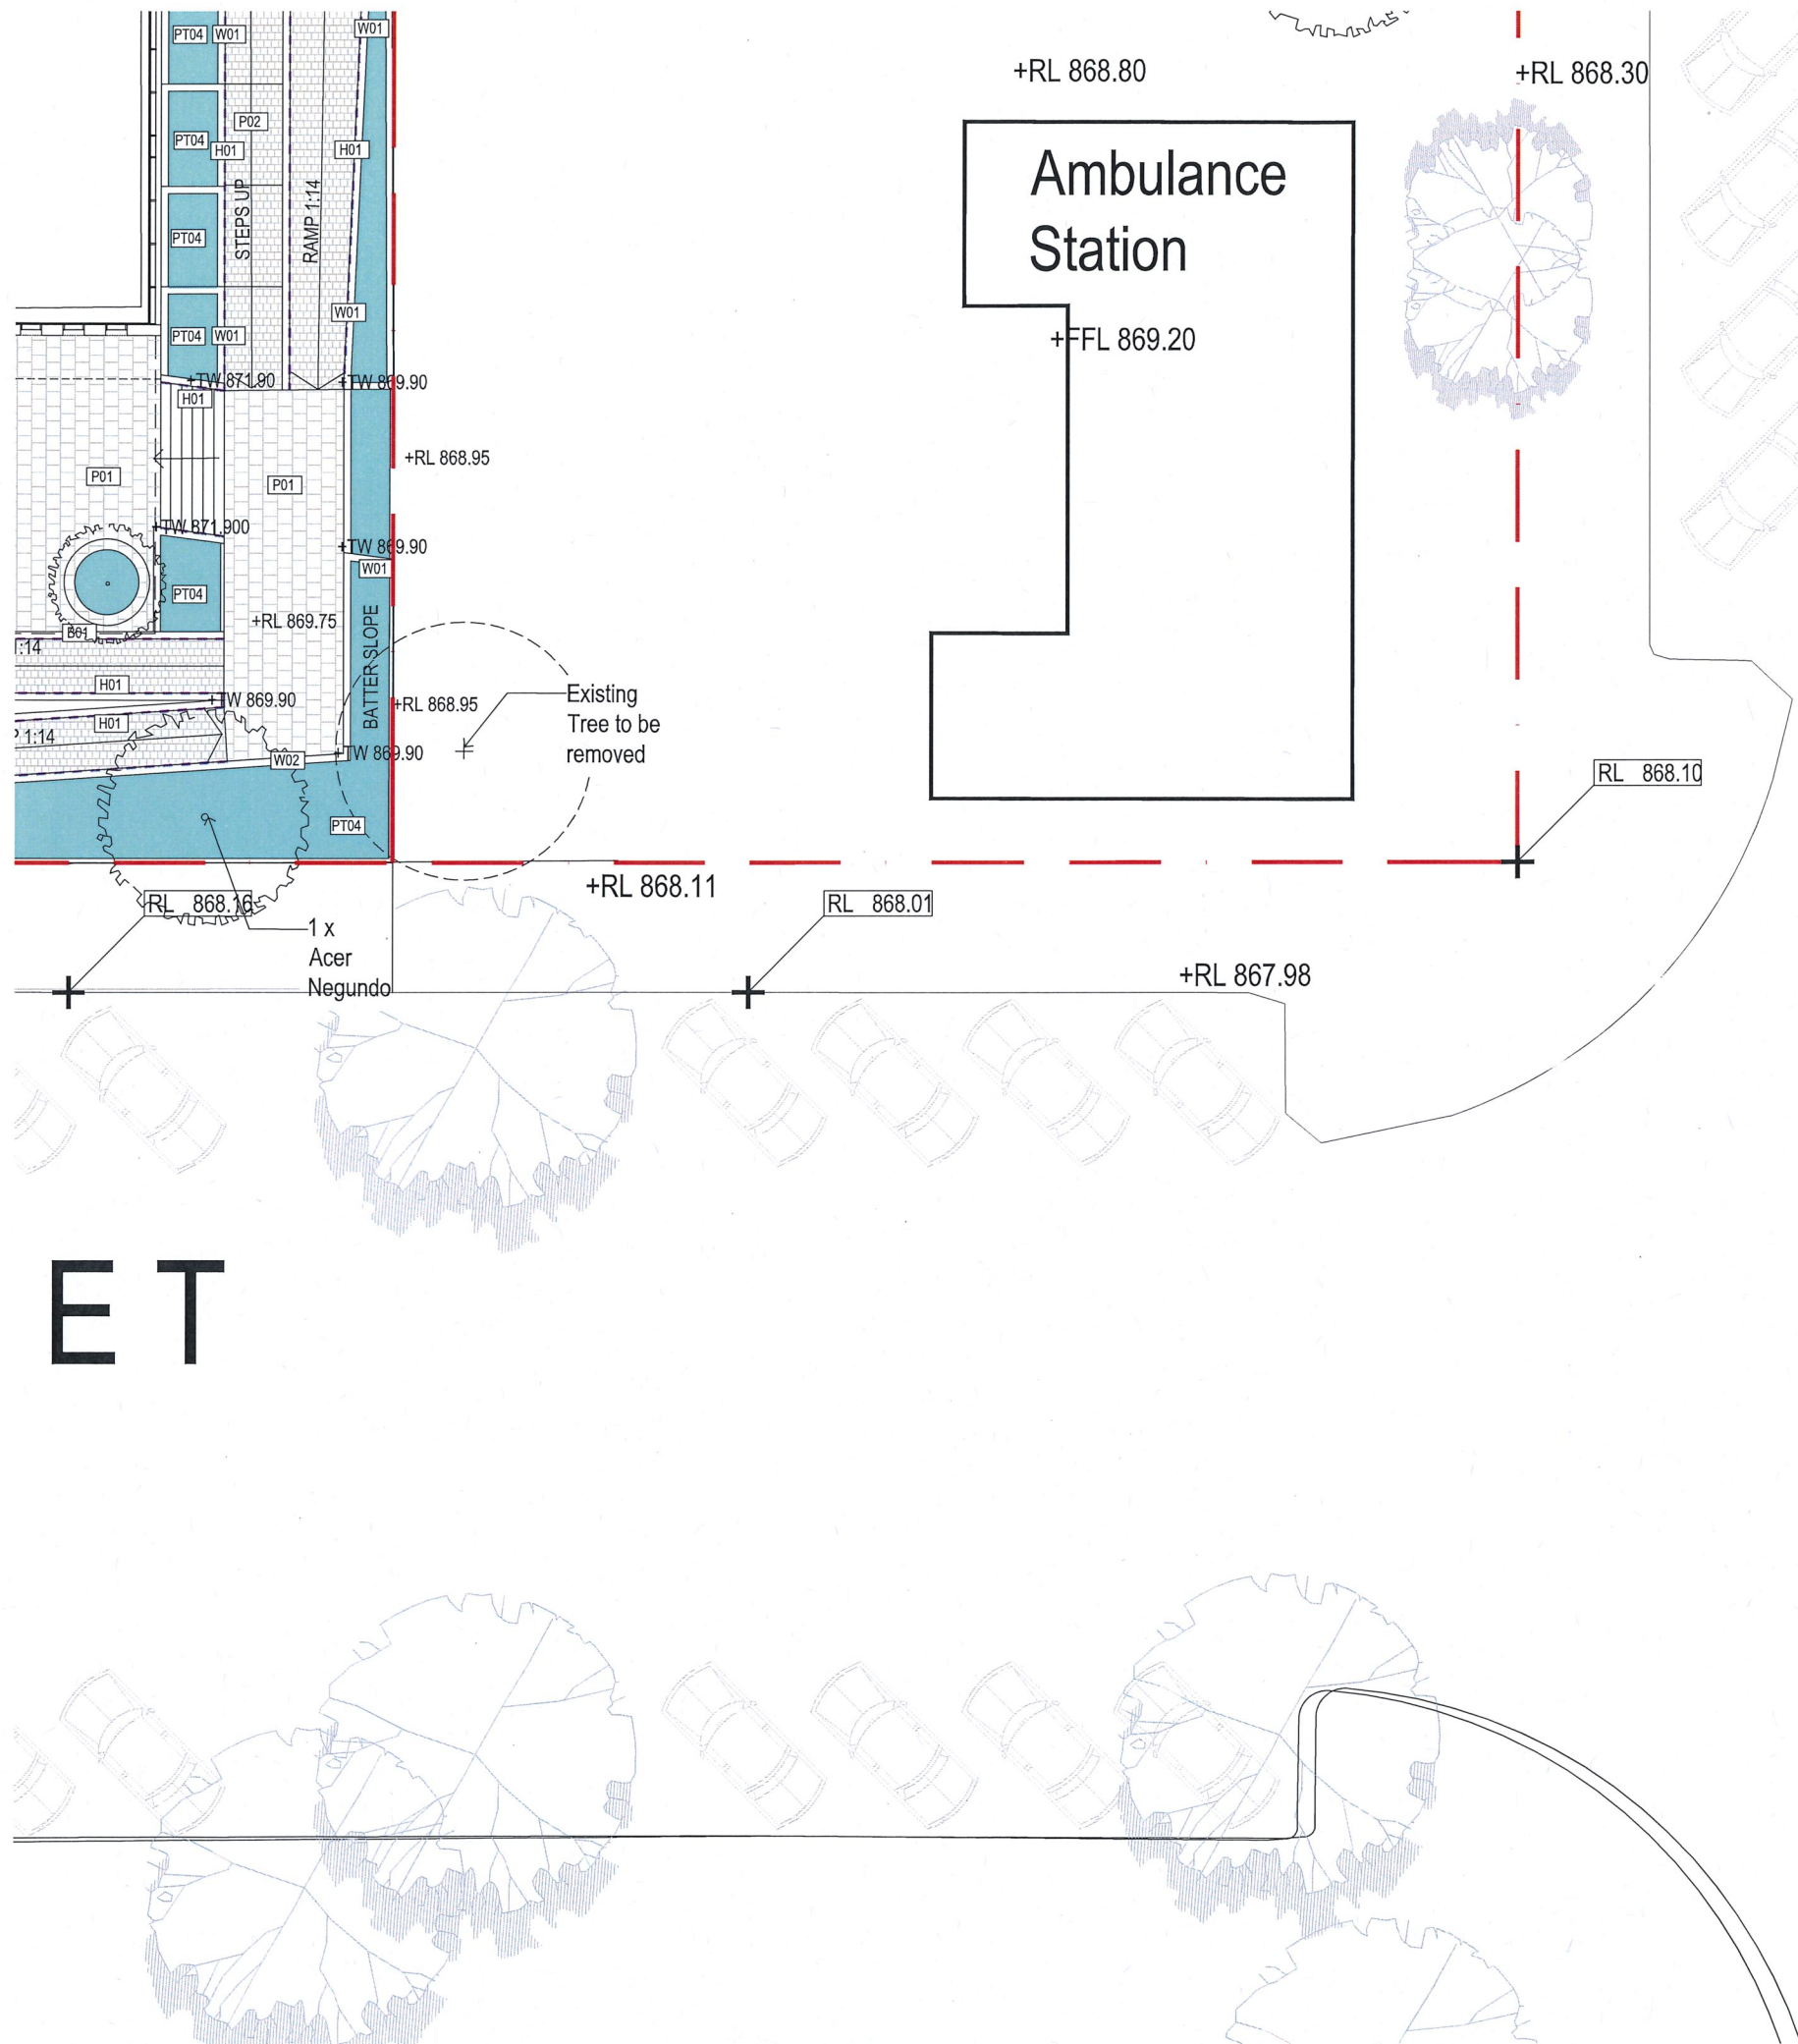 PT04
W01
W01
+RL 868.80
+RL 868.30
P02
PT04
H01
H01
Ambulance
Station
STEPS UP
RAMP 1:14
PT04
W01
PT04
W01
+FFL 869.20
+TW 871.90
+TW 869.90
H01
+RL 868.95
P01
P01
+TW 871.900
+TW 869.90
W01
PT04
BATTER SLOPE
+RL 869.75
B01
1:14
H01
+TW 869.90
+RL 868.95
Existing
Tree to be
removed
H01
P 1:14
W02
+TW 869.90
RL 868.10
PT04
+RL 868.11
RL 868.16
RL 868.01
1 x
Acer
Negundo
+RL 867.98
ET